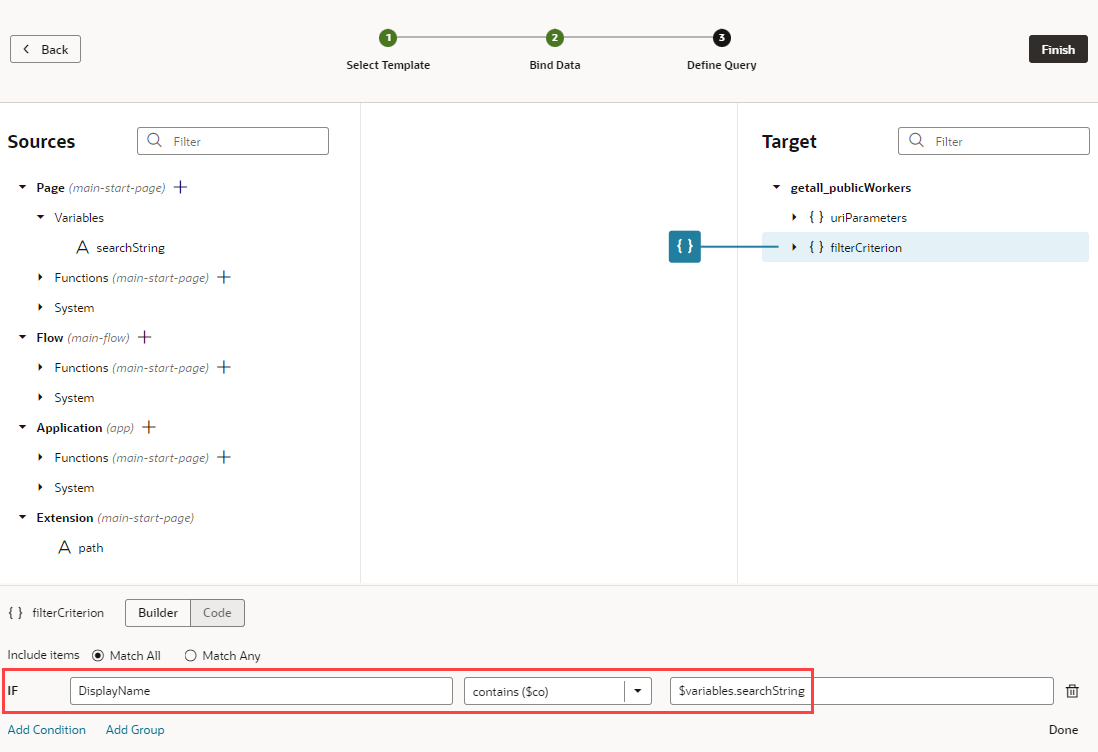 Back
1
2
3
Select Template
Bind Data
Define Query
Finish
Sources
Filter
Page (main-start-page)
Variables
searchString
Functions (main-start-page)
System
Flow (main-flow)
Functions (main-start-page)
System
Application (app)
Functions (main-start-page)
System
Extension (main-start-page)
path
Target
Filter
getall_publicWorkers
{ } uriParameters
{ }
{ } filterCriterion
{ } filterCriterion
Builder
Code
Include items
Match All
Match Any
IF
DisplayName
contains ($co)
$variables.searchString
Add Condition
Add Group
Done